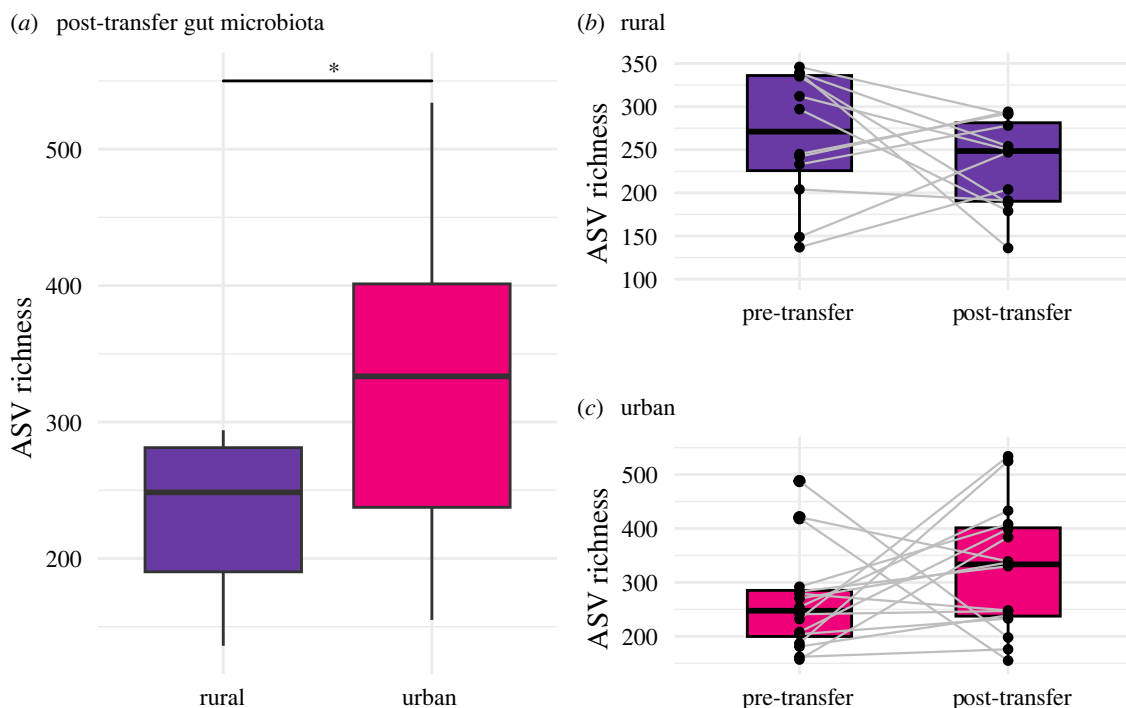 (a) post-transfer gut microbiota
*
500
400
300
200
ASV richness
rural urban
(b) rural
350
300
250
200
150
100
ASV richness
pre-transfer post-transfer
(c) urban
500
400
300
200
ASV richness
pre-transfer post-transfer